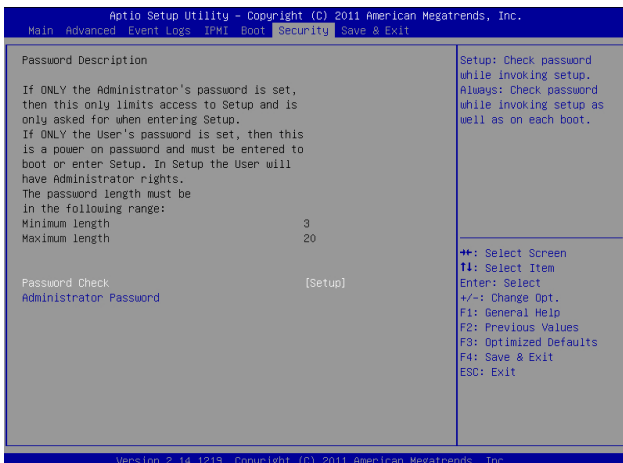 Aptio Setup Utility – Copyright (C) 2011 American Megatrends, Inc.
Main Advanced Event Logs IPMI Boot Security Save & Exit
Password Description
If ONLY the Administrator's password is set,
then this only limits access to Setup and is
only asked for when entering Setup.
If ONLY the User's password is set, then this
is a power on password and must be entered to
boot or enter Setup. In Setup the User will
have Administrator rights.
The password length must be
in the following range:
Minimum length 3
Maximum length 20
Password Check [Setup]
Administrator Password
Setup: Check password
while invoking setup.
Always: Check password
while invoking setup as
well as on each boot.
→←: Select Screen
↑↓: Select Item
Enter: Select
+/-: Change Opt.
F1: General Help
F2: Previous Values
F3: Optimized Defaults
F4: Save & Exit
ESC: Exit
Version 2.14.1219. Copyright (C) 2011 American Megatrends, Inc.